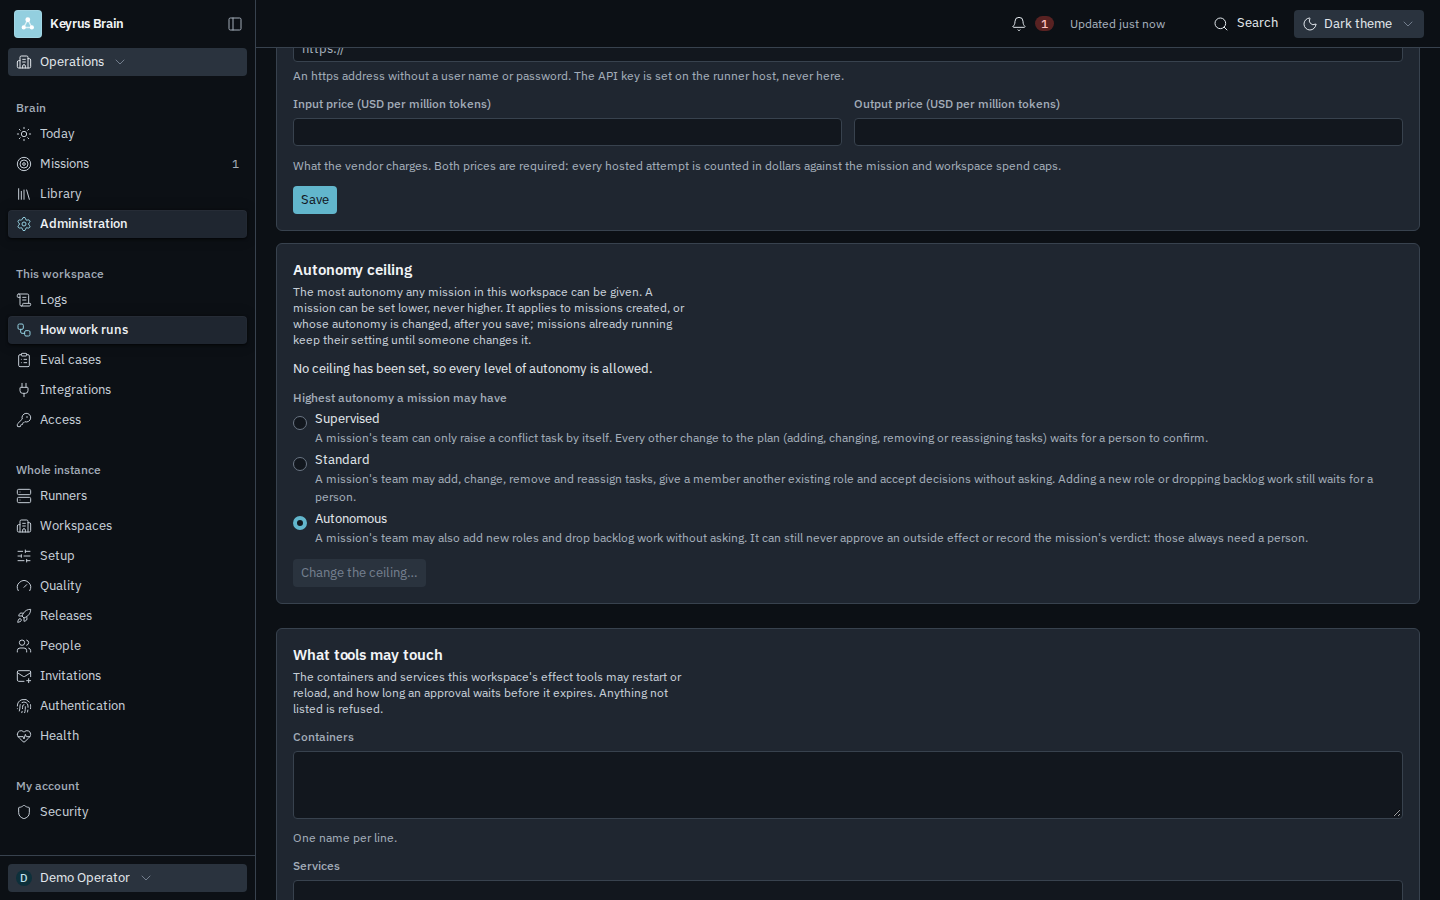 Keyrus Brain
1
Updated just now
Search
Dark theme
Operations
Brain
Today
Missions
1
Library
Administration
This workspace
Logs
How work runs
Eval cases
Integrations
Access
Whole instance
Runners
Workspaces
Setup
Quality
Releases
People
Invitations
Authentication
Health
My account
Security
D
Demo Operator
https://
An https address without a user name or password. The API key is set on the runner host, never here.
Input price (USD per million tokens)
Output price (USD per million tokens)
What the vendor charges. Both prices are required: every hosted attempt is counted in dollars against the mission and workspace spend caps.
Save
Autonomy ceiling
The most autonomy any mission in this workspace can be given. A
mission can be set lower, never higher. It applies to missions created, or
whose autonomy is changed, after you save; missions already running
keep their setting until someone changes it.
No ceiling has been set, so every level of autonomy is allowed.
Highest autonomy a mission may have
Supervised
A mission's team can only raise a conflict task by itself. Every other change to the plan (adding, changing, removing or reassigning tasks) waits for a person to confirm.
Standard
A mission's team may add, change, remove and reassign tasks, give a member another existing role and accept decisions without asking. Adding a new role or dropping backlog work still waits for a
person.
Autonomous
A mission's team may also add new roles and drop backlog work without asking. It can still never approve an outside effect or record the mission's verdict: those always need a person.
Change the ceiling...
What tools may touch
The containers and services this workspace's effect tools may restart or
reload, and how long an approval waits before it expires. Anything not
listed is refused.
Containers
One name per line.
Services